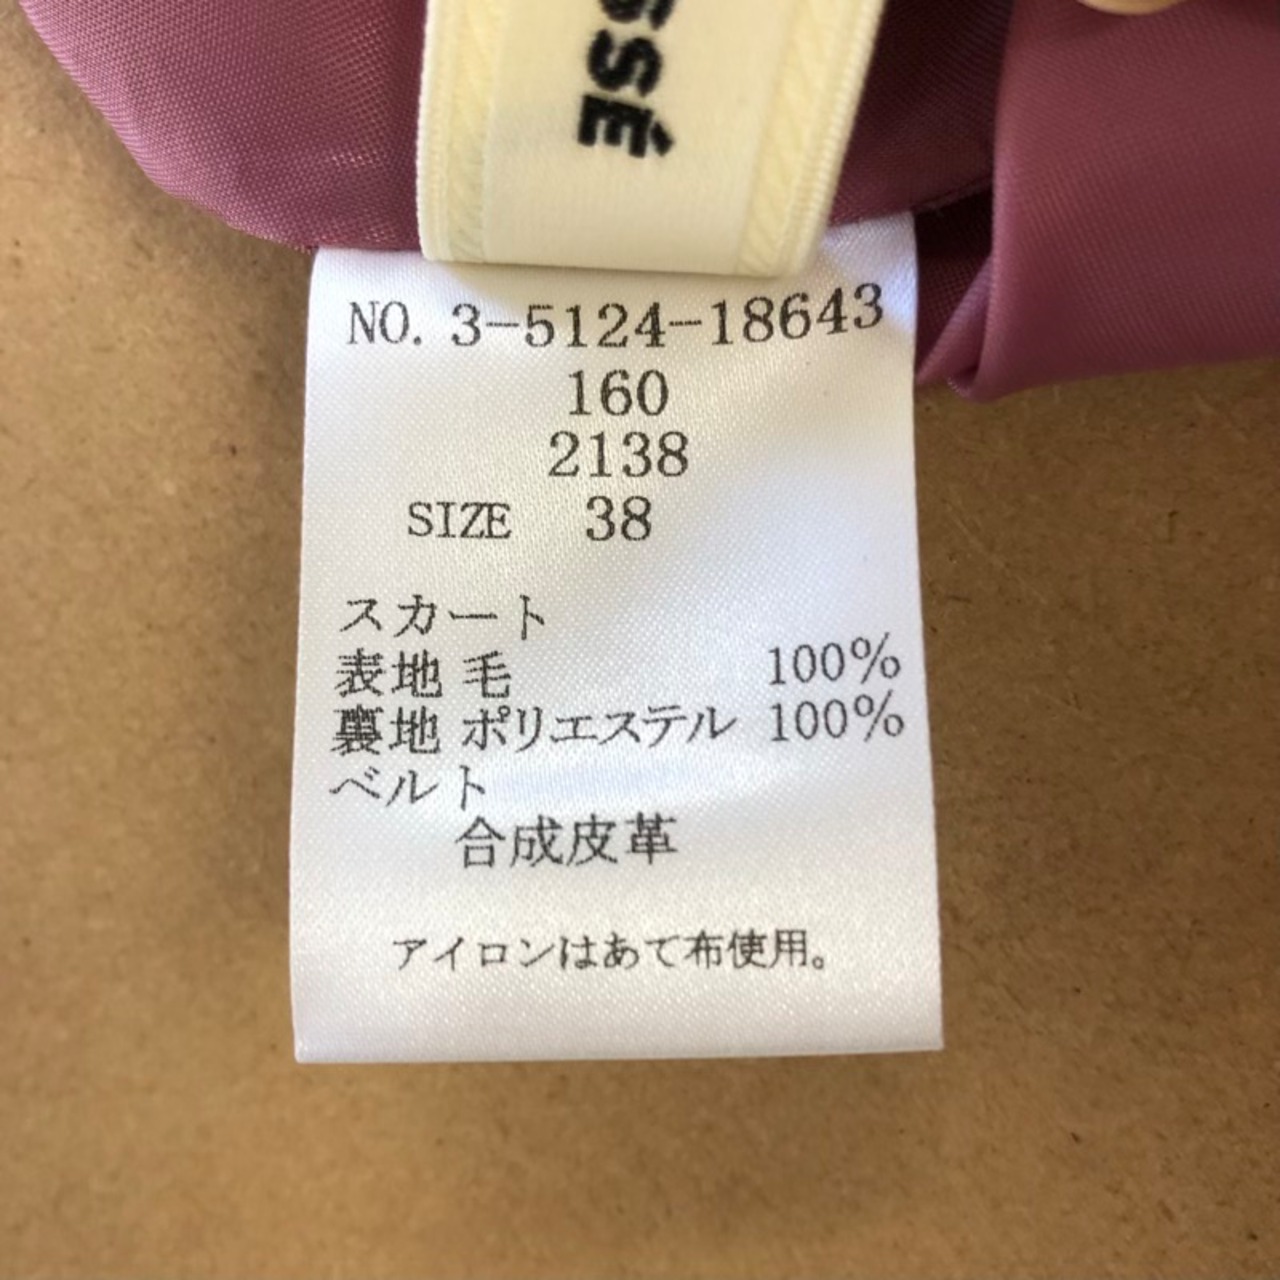 SSÉ
NO. 3-5124-18643
160
2138
SIZE 38
スカート
表地 毛 100%
裏地 ポリエステル 100%
ベルト
合成皮革
アイロンはあて布使用。